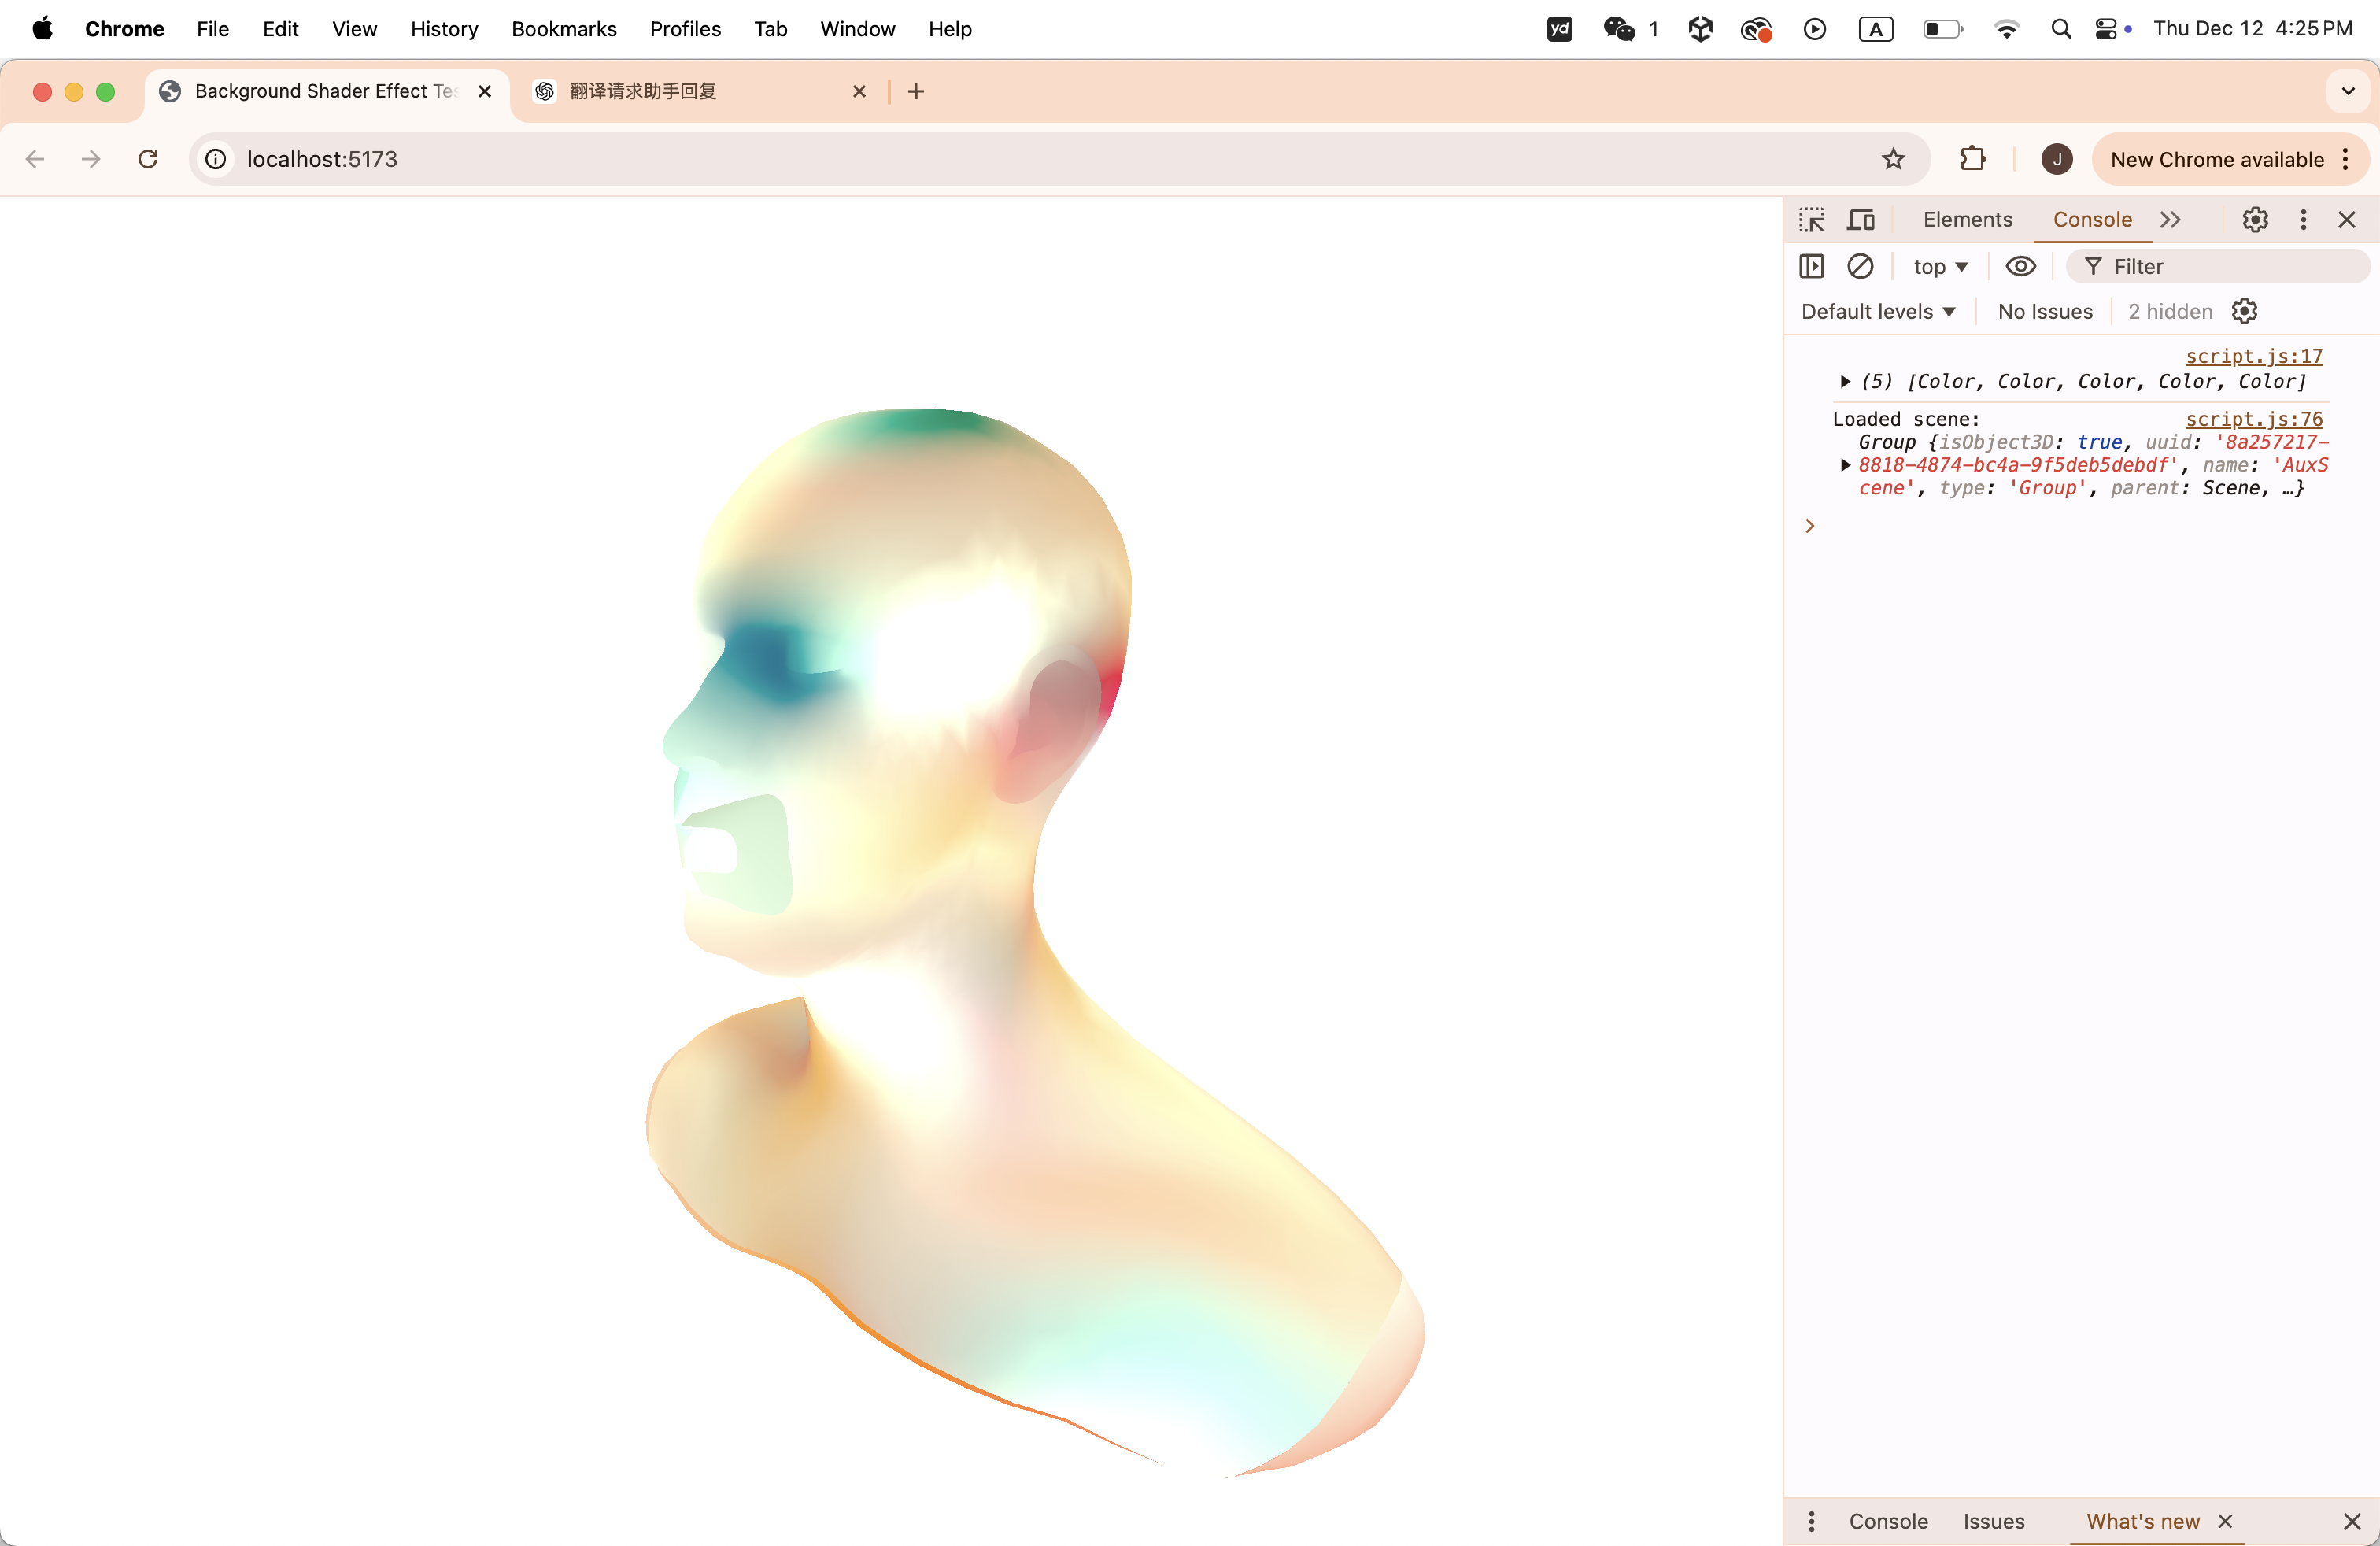 Chrome File Edit View History Bookmarks Profiles Tab Window Help yd 1 A Thu Dec 12 4:25 PM
Background Shader Effect Tes
翻译请求助手回复
localhost:5173
J
New Chrome available
Elements Console
top Filter
Default levels No Issues 2 hidden
script.js:17
(5) [Color, Color, Color, Color, Color]
Loaded scene: script.js:76
Group {isObject3D: true, uuid: '8a257217-
8818-4874-bc4a-9f5deb5debdf', name: 'AuxS
cene', type: 'Group', parent: Scene, …}
Console Issues What's new